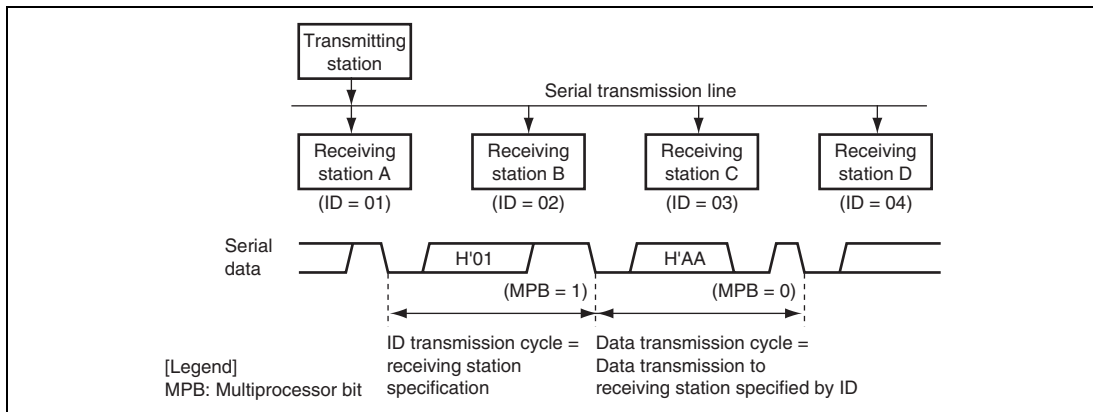 Transmitting
station
Serial transmission line
Receiving
station A
Receiving
station B
Receiving
station C
Receiving
station D
(ID = 01)
(ID = 02)
(ID = 03)
(ID = 04)
Serial
data
H'01
H'AA
(MPB = 1)
(MPB = 0)
ID transmission cycle =
receiving station
specification
Data transmission cycle =
Data transmission to
receiving station specified by ID
[Legend]
MPB: Multiprocessor bit